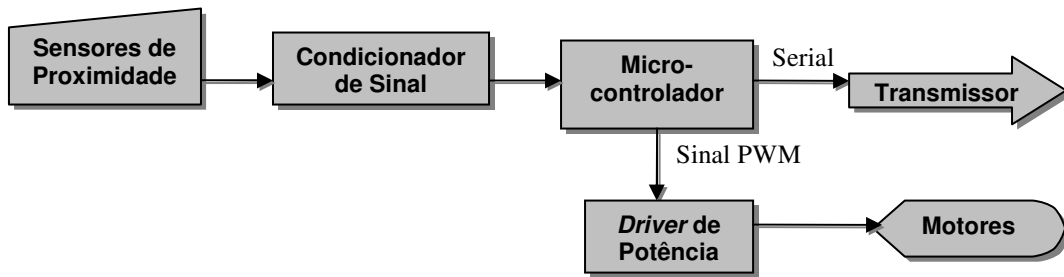 Sensores de
Proximidade
Condicionador
de Sinal
Micro-
controlador
Serial
Transmissor
Sinal PWM
Driver de
Potência
Motores